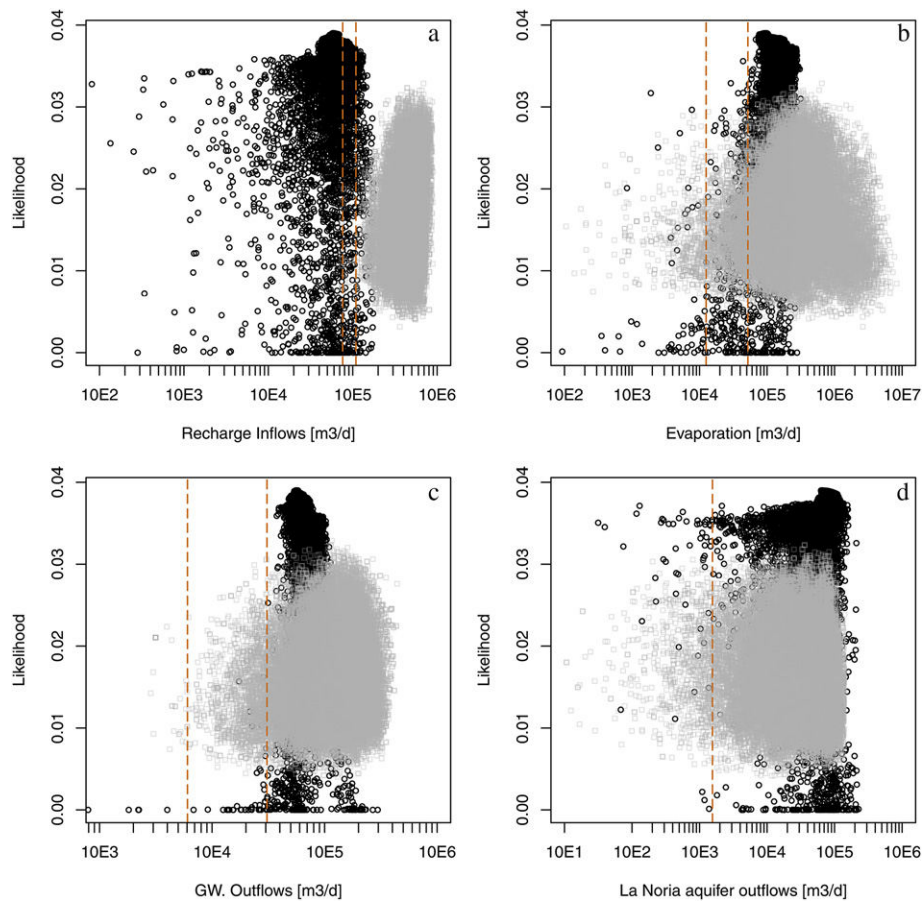 a
0.04
0.03
0.02
0.01
0.00
Likelihood
10E2 10E3 10E4 10E5 10E6
Recharge Inflows [m3/d]
b
0.04
0.03
0.02
0.01
0.00
Likelihood
10E2 10E3 10E4 10E5 10E6 10E7
Evaporation [m3/d]
c
0.04
0.03
0.02
0.01
0.00
Likelihood
10E3 10E4 10E5 10E6
GW. Outflows [m3/d]
d
0.04
0.03
0.02
0.01
0.00
Likelihood
10E1 10E2 10E3 10E4 10E5 10E6
La Noria aquifer outflows [m3/d]